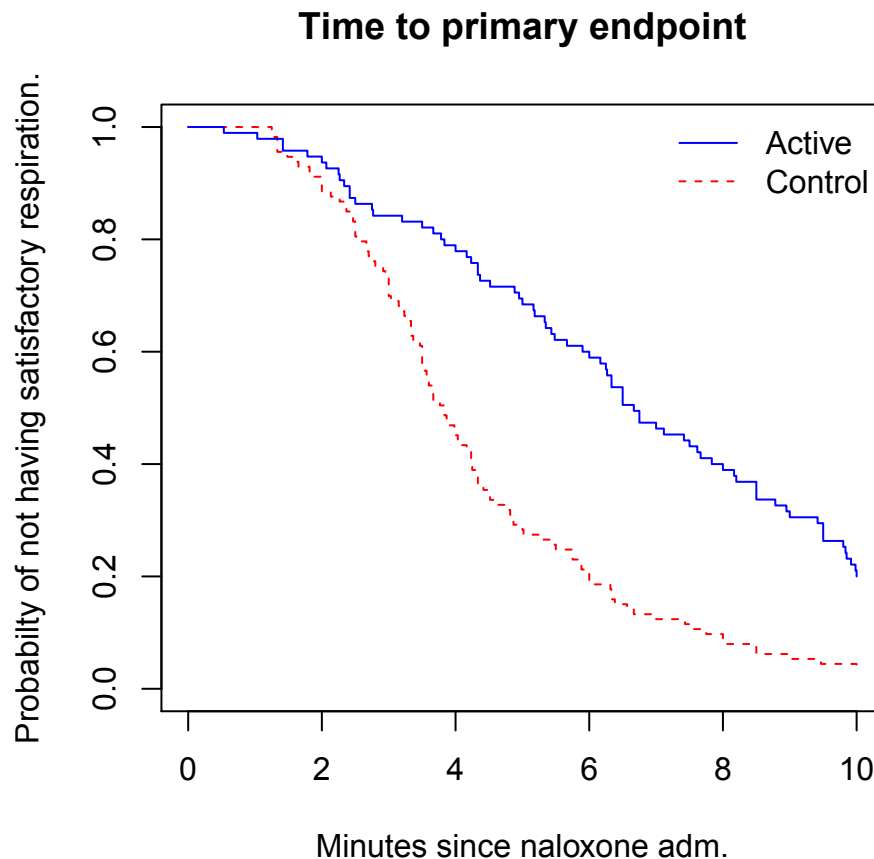 Time to primary endpoint
Probabilty of not having satisfactory respiration.
1.0
0.8
0.6
0.4
0.2
0.0
Active
Control
0 2 4 6 8 10
Minutes since naloxone adm.